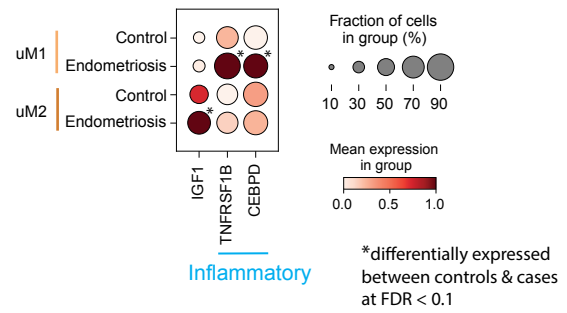 uM1
Control
Endometriosis
uM2
Control
Endometriosis
*
*
*
IGF1
TNFRSF1B
CEBPD
Inflammatory
Fraction of cells
in group (%)
10 30 50 70 90
Mean expression
in group
0.0 0.5 1.0
*differentially expressed
between controls & cases
at FDR < 0.1